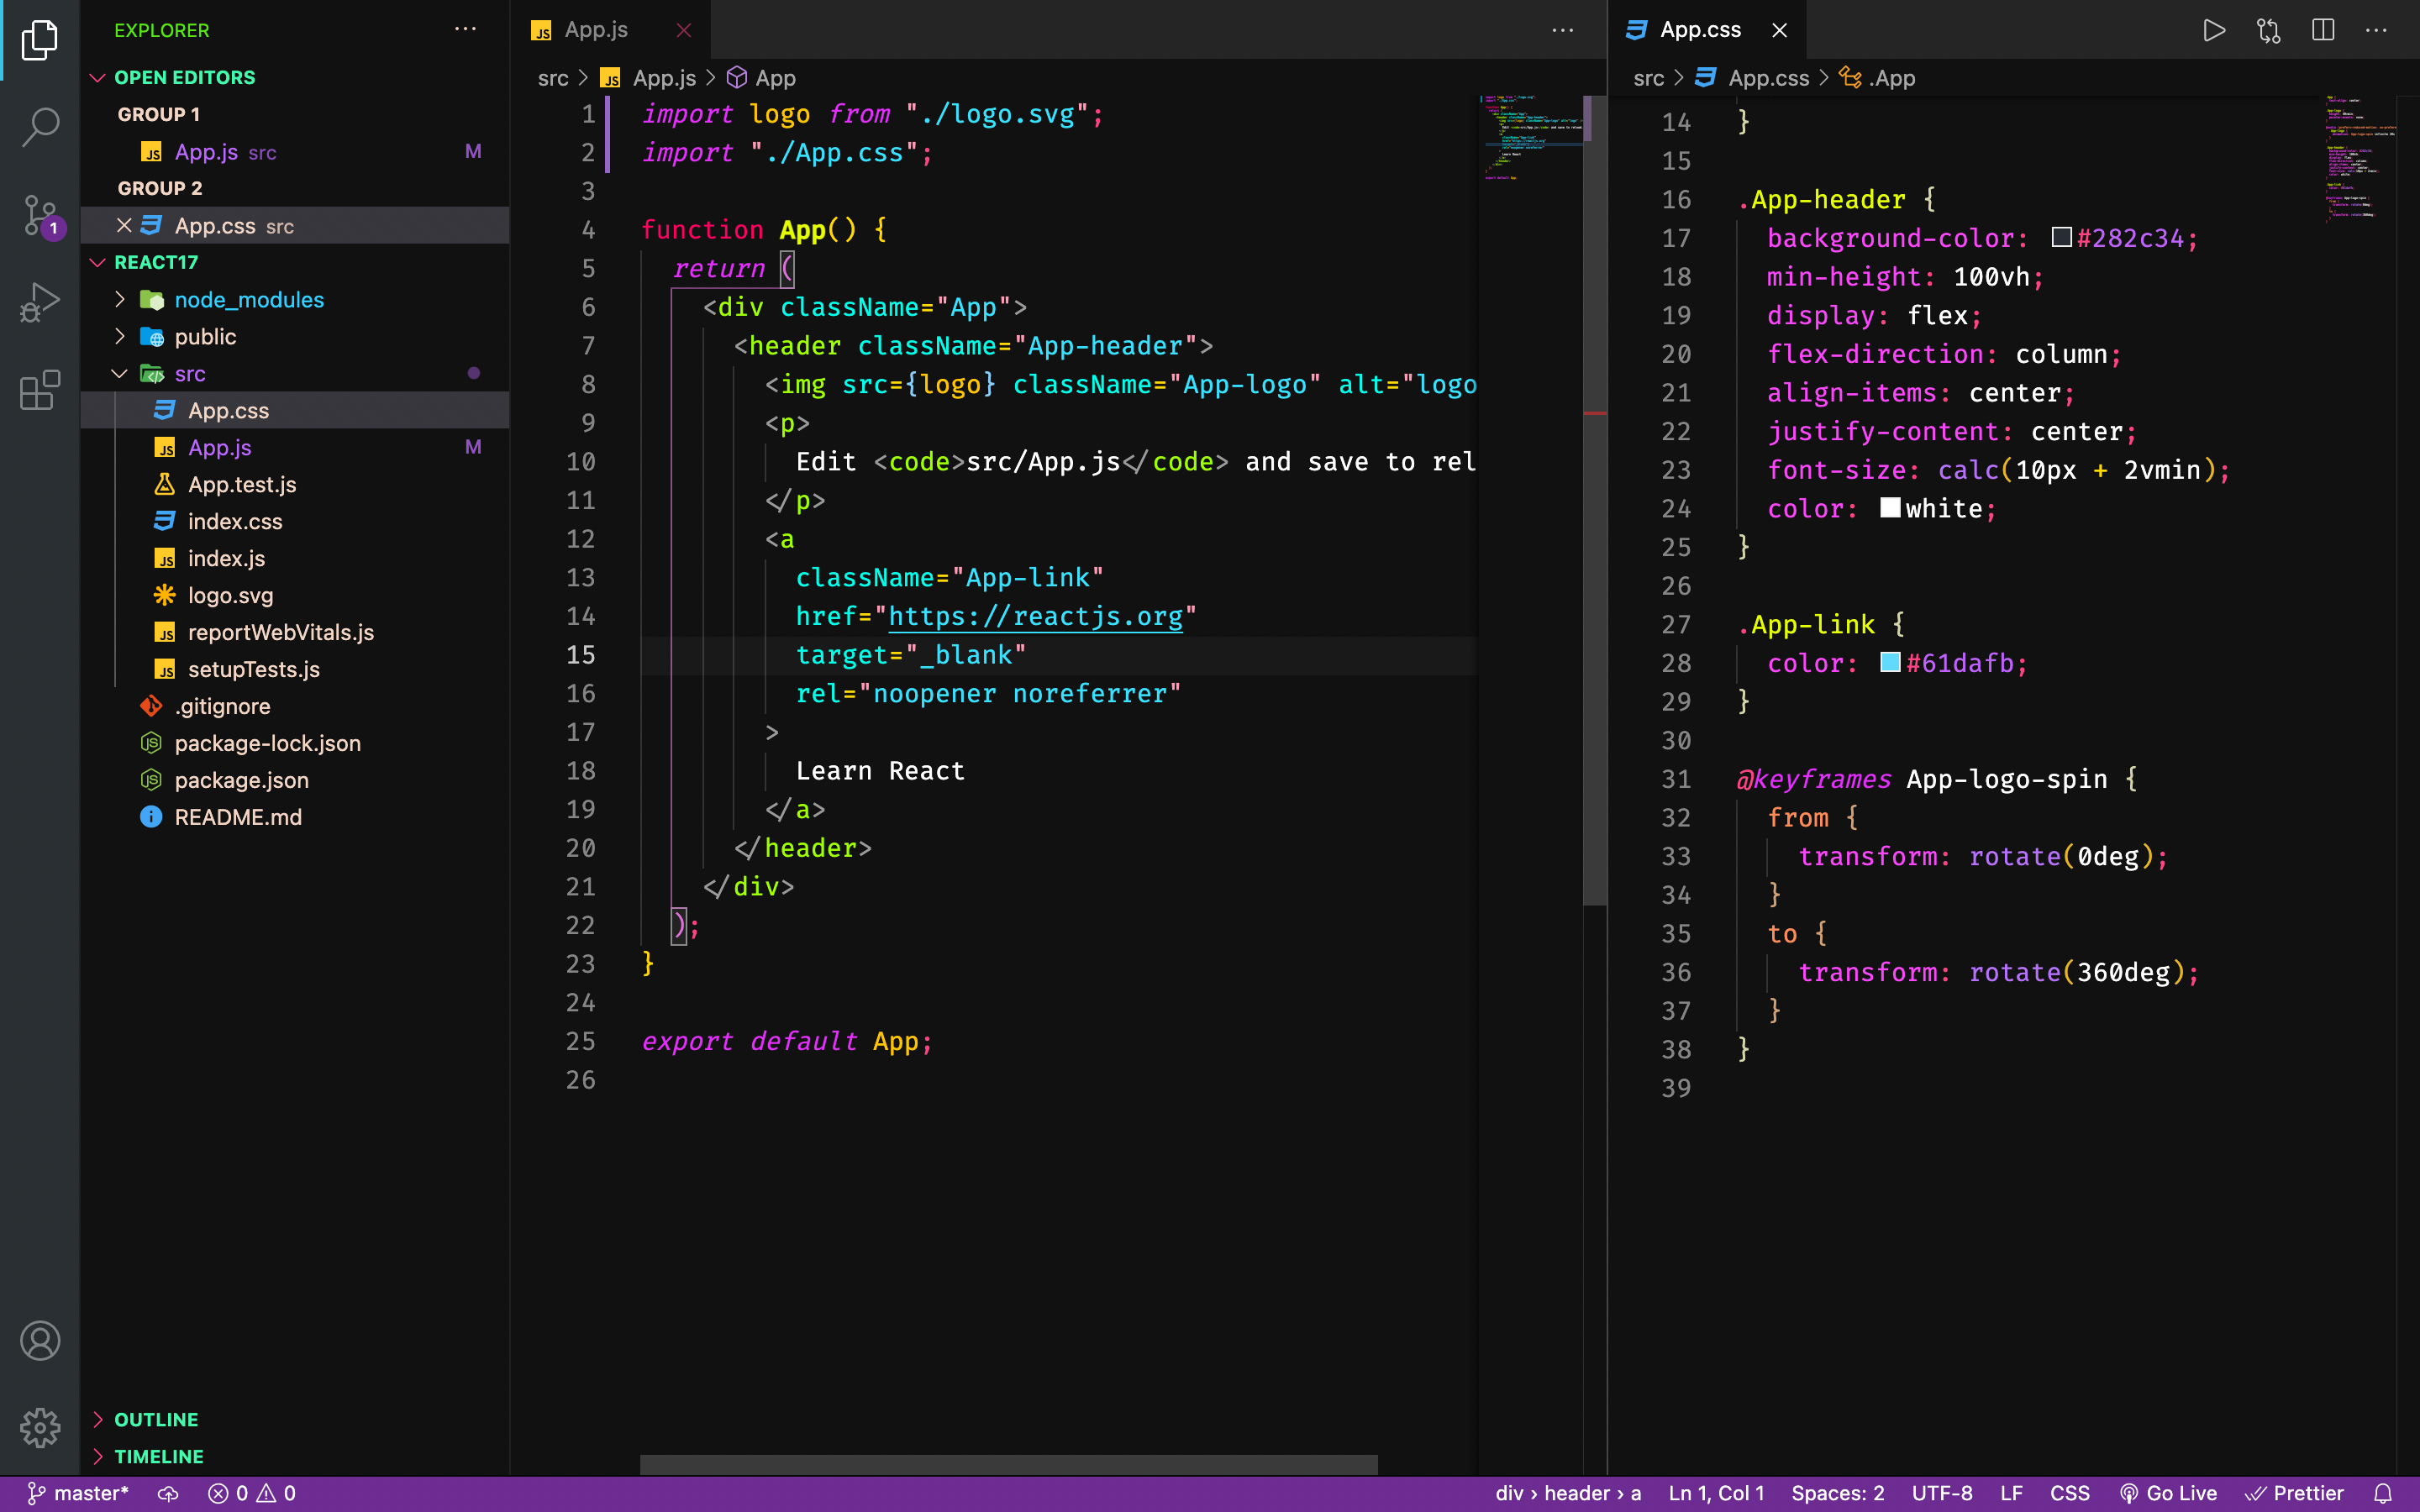 EXPLORER
OPEN EDITORS
GROUP 1
App.js src M
GROUP 2
App.css src
REACT17
node_modules
public
src
App.css
App.js M
App.test.js
index.css
index.js
logo.svg
reportWebVitals.js
setupTests.js
.gitignore
package-lock.json
package.json
README.md
OUTLINE
TIMELINE
1
JS App.js
src > JS App.js > App
1 import logo from "./logo.svg";
2 import "./App.css";
3
4 function App() {
5   return (
6     <div className="App">
7       <header className="App-header">
8         <img src={logo} className="App-logo" alt="logo
9         <p>
10           Edit <code>src/App.js</code> and save to rel
11         </p>
12         <a
13           className="App-link"
14           href="https://reactjs.org"
15           target="_blank"
16           rel="noopener noreferrer"
17         >
18           Learn React
19         </a>
20       </header>
21     </div>
22   );
23 }
24
25 export default App;
26
App.css
src > App.css > .App
14 }
15
16 .App-header {
17   background-color: #282c34;
18   min-height: 100vh;
19   display: flex;
20   flex-direction: column;
21   align-items: center;
22   justify-content: center;
23   font-size: calc(10px + 2vmin);
24   color: white;
25 }
26
27 .App-link {
28   color: #61dafb;
29 }
30
31 @keyframes App-logo-spin {
32   from {
33     transform: rotate(0deg);
34   }
35   to {
36     transform: rotate(360deg);
37   }
38 }
39
master* 0 0 div > header > a Ln 1, Col 1 Spaces: 2 UTF-8 LF CSS Go Live Prettier